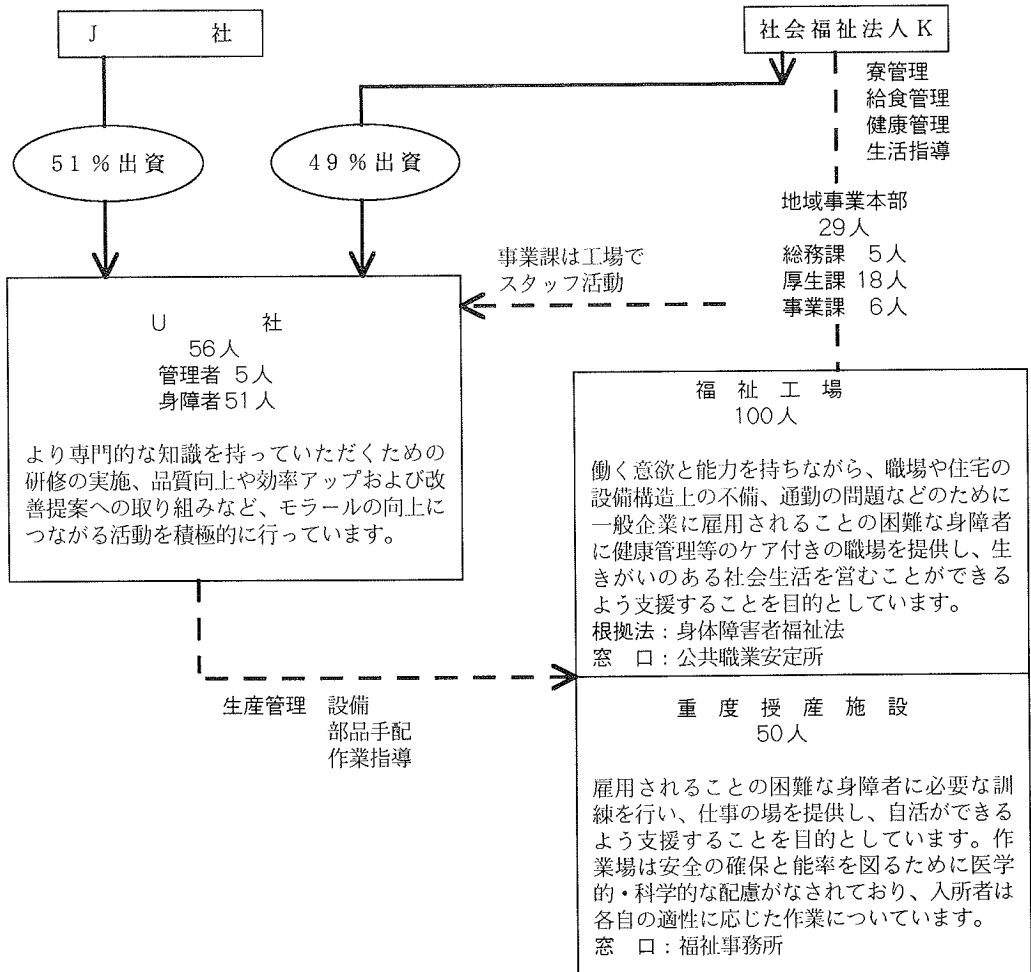 J 社
社会福祉法人K
寮管理
給食管理
健康管理
生活指導
51%出資
49%出資
地域事業本部
29人
総務課 5人
厚生課 18人
事業課 6人
事業課は工場で
スタッフ活動
U 社
56人
管理者 5人
身障者51人
より専門的な知識を持っていただくための
研修の実施、品質向上や効率アップおよび改
善提案への取り組みなど、モラールの向上に
つながる活動を積極的に行っています。
福祉工場
100人
働く意欲と能力を持ちながら、職場や住宅の
設備構造上の不備、通勤の問題などのために
一般企業に雇用されることの困難な身障者
に健康管理等のケア付きの職場を提供し、生
きがいのある社会生活を営むことができる
よう支援することを目的としています。
根拠法:身体障害者福祉法
窓 口:公共職業安定所
生産管理 設備
部品手配
作業指導
重度授産施設
50人
雇用されることの困難な身障者に必要な訓
練を行い、仕事の場を提供し、自活ができる
よう支援することを目的としています。作
業場は安全の確保と能率を図るために医学
的・科学的な配慮がなされており、入所者は
各自の適性に応じた作業についています。
窓 口:福祉事務所